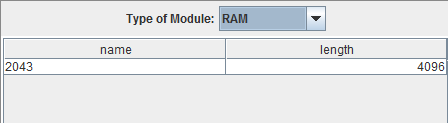 Type of Module: RAM
name length
2043 4096